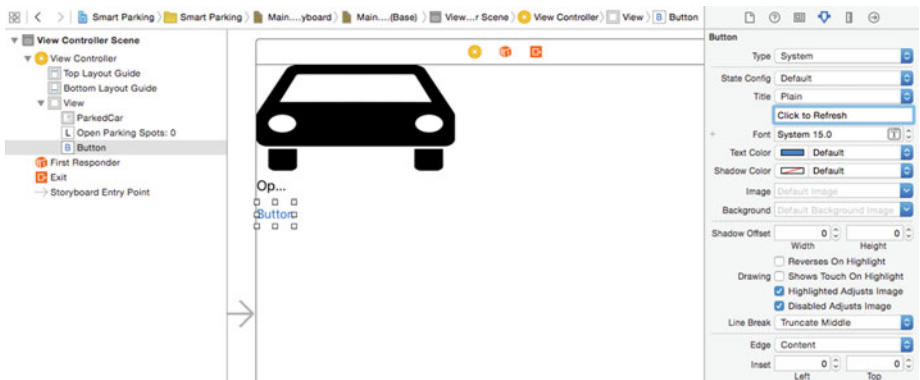 Smart Parking Smart Parking Main....yboard Main....(Base) View...r Scene View Controller View B Button
View Controller Scene
View Controller
Top Layout Guide
Bottom Layout Guide
View
ParkedCar
L Open Parking Spots: 0
B Button
First Responder
Exit
Storyboard Entry Point
Op...
Button
Button
Type System
State Config Default
Title Plain
Click to Refresh
Font System 15.0
Text Color Default
Shadow Color Default
Image Default Image
Background Default Background Image
Shadow Offset 0 0
Width Height
Reverses On Highlight
Drawing Shows Touch On Highlight
Highlighted Adjusts Image
Disabled Adjusts Image
Line Break Truncate Middle
Edge Content
Inset 0 0
Left Top